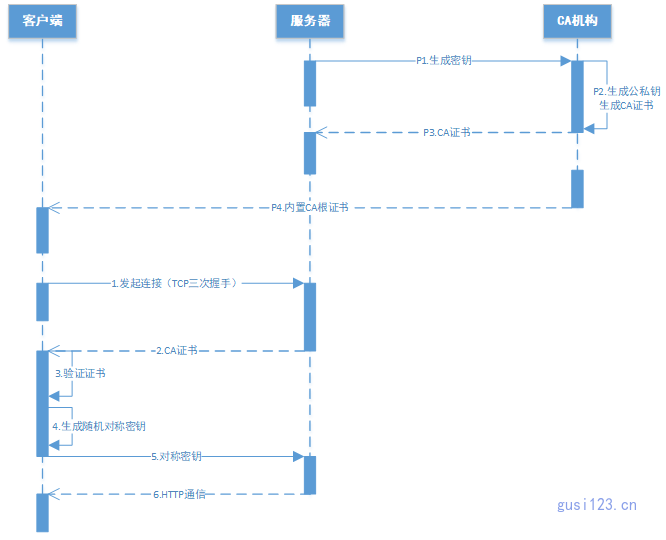 客户端
服务器
CA机构
P1.生成密钥
P2.生成公私钥
生成CA证书
P3.CA证书
P4.内置CA根证书
1.发起连接（TCP三次握手）
2.CA证书
3.验证证书
4.生成随机对称密钥
5.对称密钥
6.HTTP通信
gusi123.cn